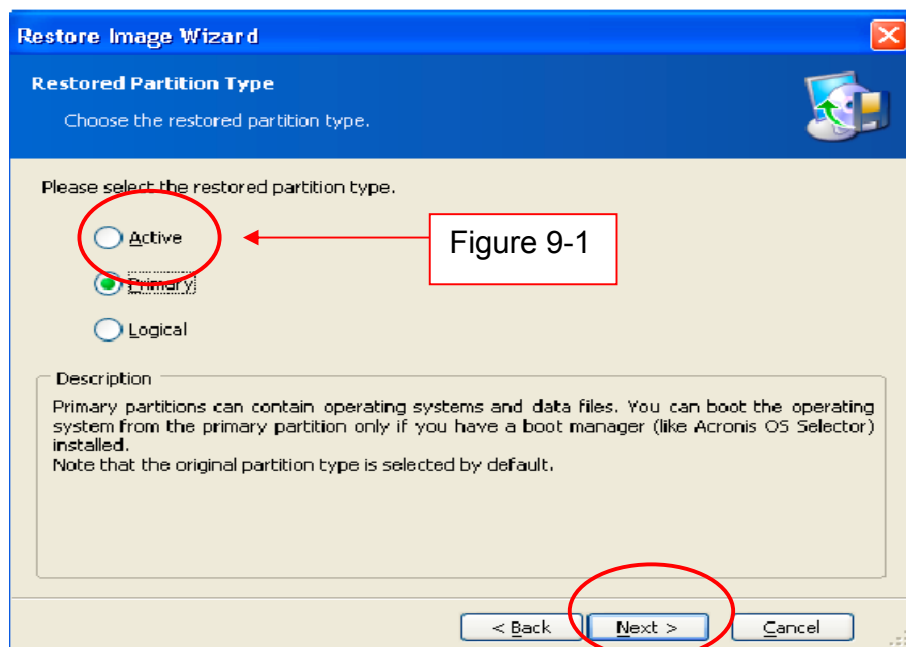 Restore Image Wizard
Restored Partition Type
Choose the restored partition type.
Please select the restored partition type.
Active
Figure 9-1
Primary
Logical
Description
Primary partitions can contain operating systems and data files. You can boot the operating
system from the primary partition only if you have a boot manager (like Acronis OS Selector)
installed.
Note that the original partition type is selected by default.
< Back Next > Cancel